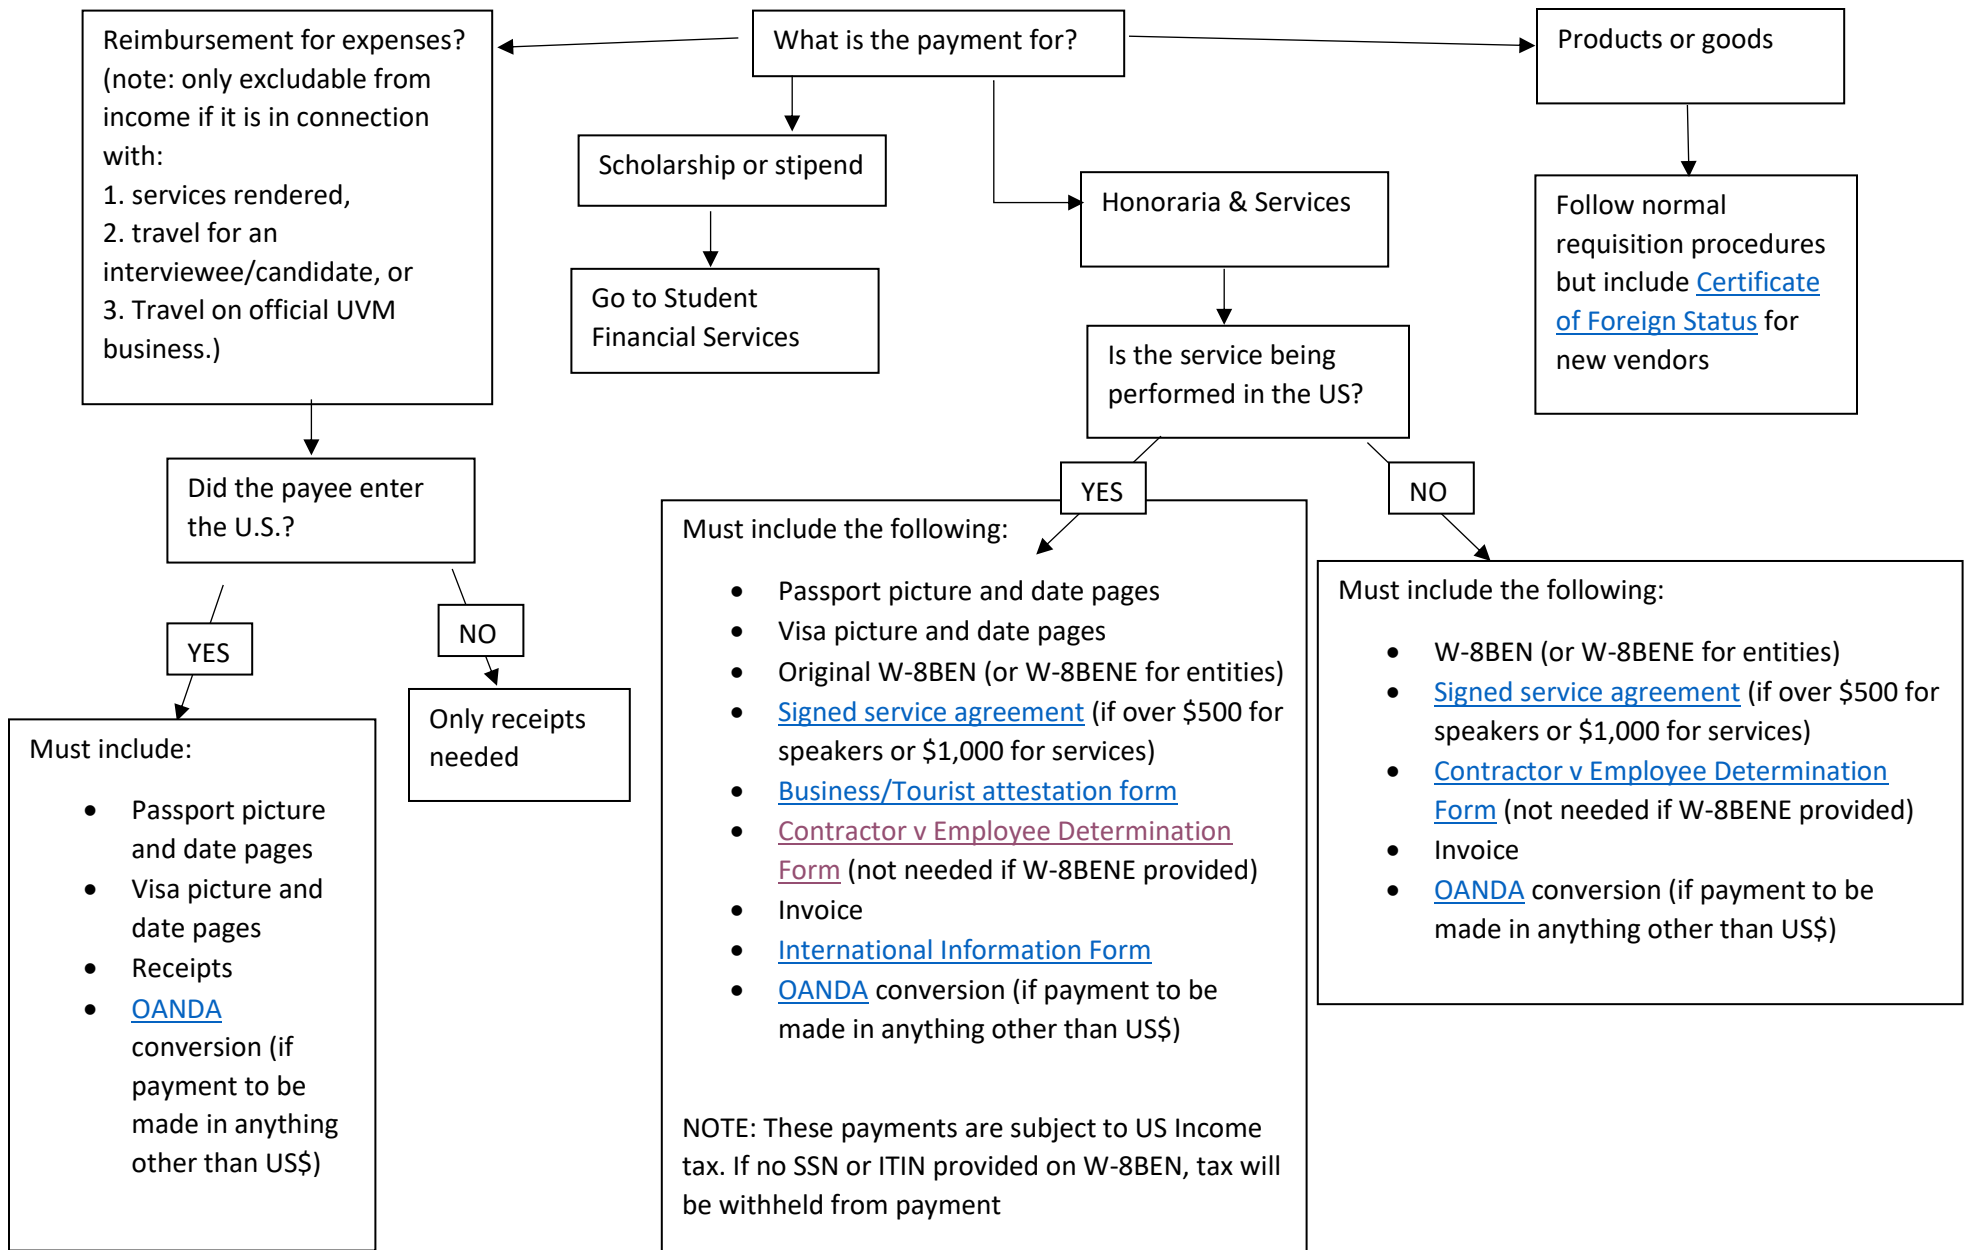 What is the payment for?
Reimbursement for expenses?
(note: only excludable from
income if it is in connection
with:
1. services rendered,
2. travel for an
interviewee/candidate, or
3. Travel on official UVM
business.)
Did the payee enter
the U.S.?
YES
NO
Must include:
• Passport picture
and date pages
• Visa picture and
date pages
• Receipts
• OANDA
conversion (if
payment to be
made in anything
other than US$)
Only receipts
needed
Scholarship or stipend
Go to Student
Financial Services
Honoraria & Services
Is the service being
performed in the US?
YES
NO
Must include the following:
• Passport picture and date pages
• Visa picture and date pages
• Original W-8BEN (or W-8BENE for entities)
• Signed service agreement (if over $500 for
speakers or $1,000 for services)
• Business/Tourist attestation form
• Contractor v Employee Determination
Form (not needed if W-8BENE provided)
• Invoice
• International Information Form
• OANDA conversion (if payment to be
made in anything other than US$)
NOTE: These payments are subject to US Income
tax. If no SSN or ITIN provided on W-8BEN, tax will
be withheld from payment
Must include the following:
• W-8BEN (or W-8BENE for entities)
• Signed service agreement (if over $500 for
speakers or $1,000 for services)
• Contractor v Employee Determination
Form (not needed if W-8BENE provided)
• Invoice
• OANDA conversion (if payment to be
made in anything other than US$)
Products or goods
Follow normal
requisition procedures
but include Certificate
of Foreign Status for
new vendors